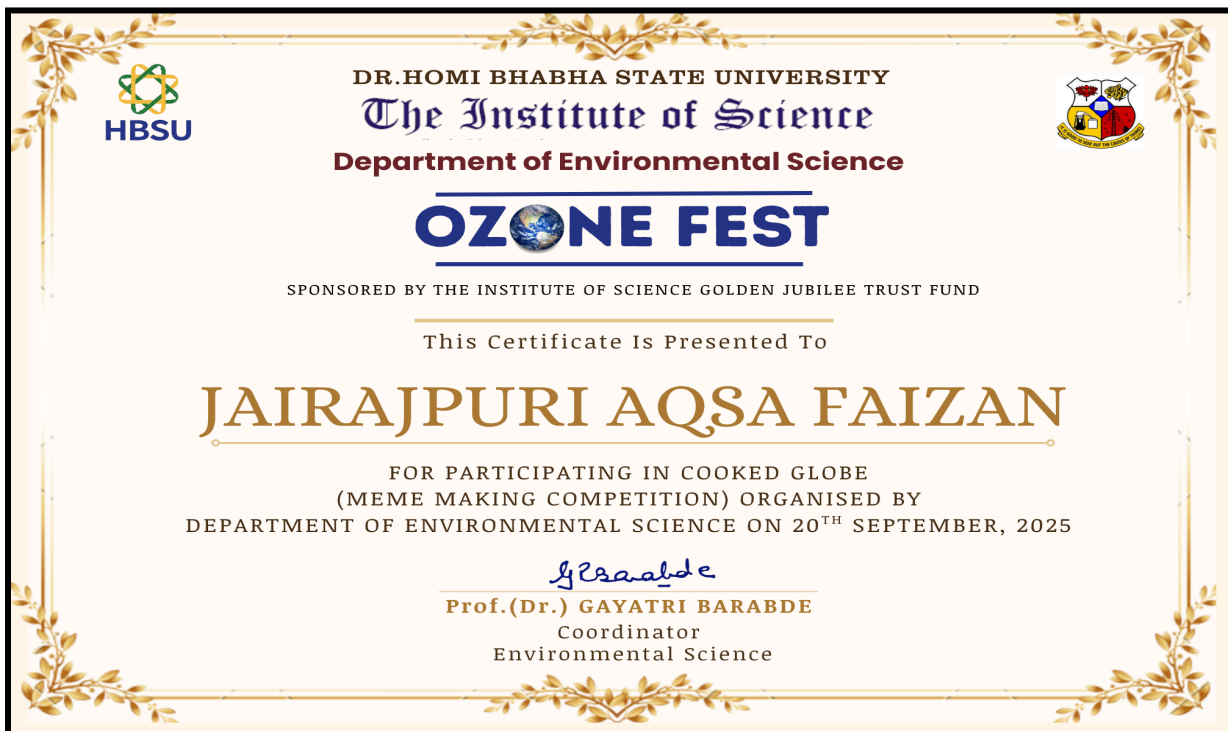 DR.HOMI BHABHA STATE UNIVERSITY
HBSU
The Institute of Science
Department of Environmental Science
OZONE FEST
SPONSORED BY THE INSTITUTE OF SCIENCE GOLDEN JUBILEE TRUST FUND
This Certificate Is Presented To
JAIRAJPURI AQSA FAIZAN
FOR PARTICIPATING IN COOKED GLOBE
(MEME MAKING COMPETITION) ORGANISED BY
DEPARTMENT OF ENVIRONMENTAL SCIENCE ON 20TH SEPTEMBER, 2025
Prof.(Dr.) GAYATRI BARABDE
Coordinator
Environmental Science